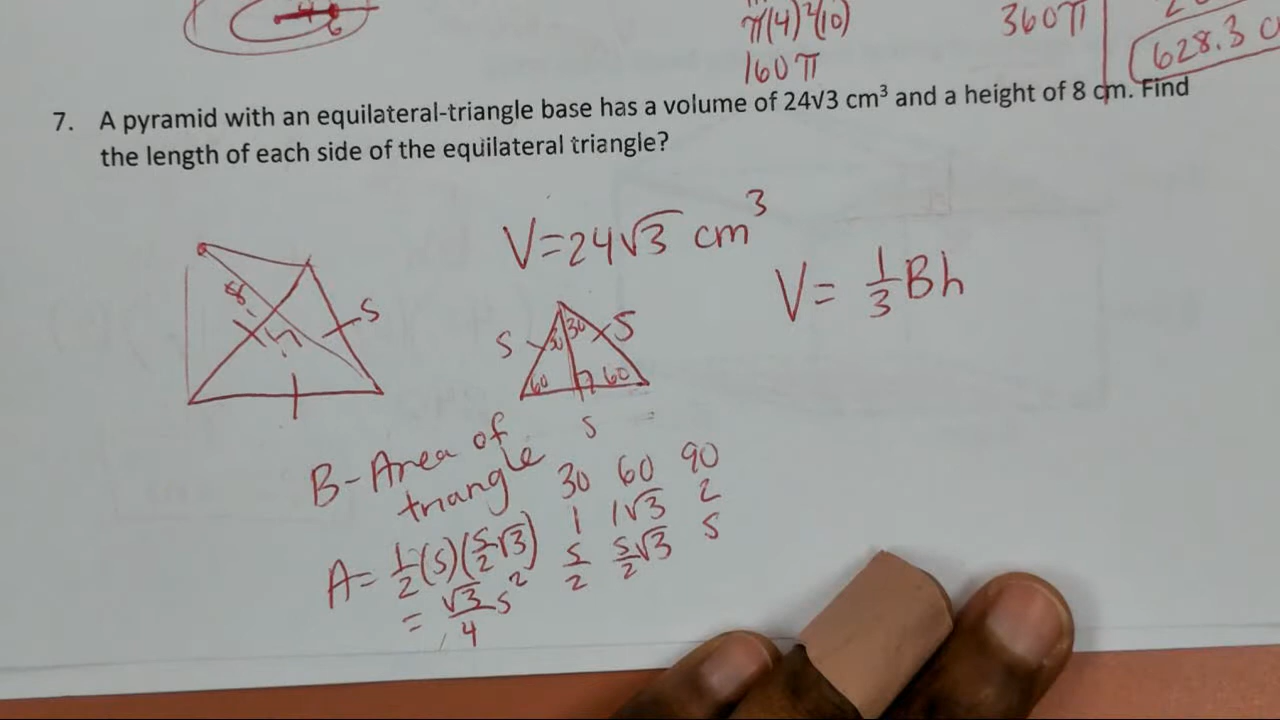 4
6
π(4)²(10)
160π
360π
628.3
7. A pyramid with an equilateral-triangle base has a volume of 24√3 cm³ and a height of 8 cm. Find
the length of each side of the equilateral triangle?
V=24√3 cm³
V= 1/3 Bh
8
S
S 30 30 S
60 60
S
B-Area of
triangle
30 60 90
1 1√3 2
S/2 S/2√3 S
A= 1/2(S)(S/2√3)
= √3/4 S²